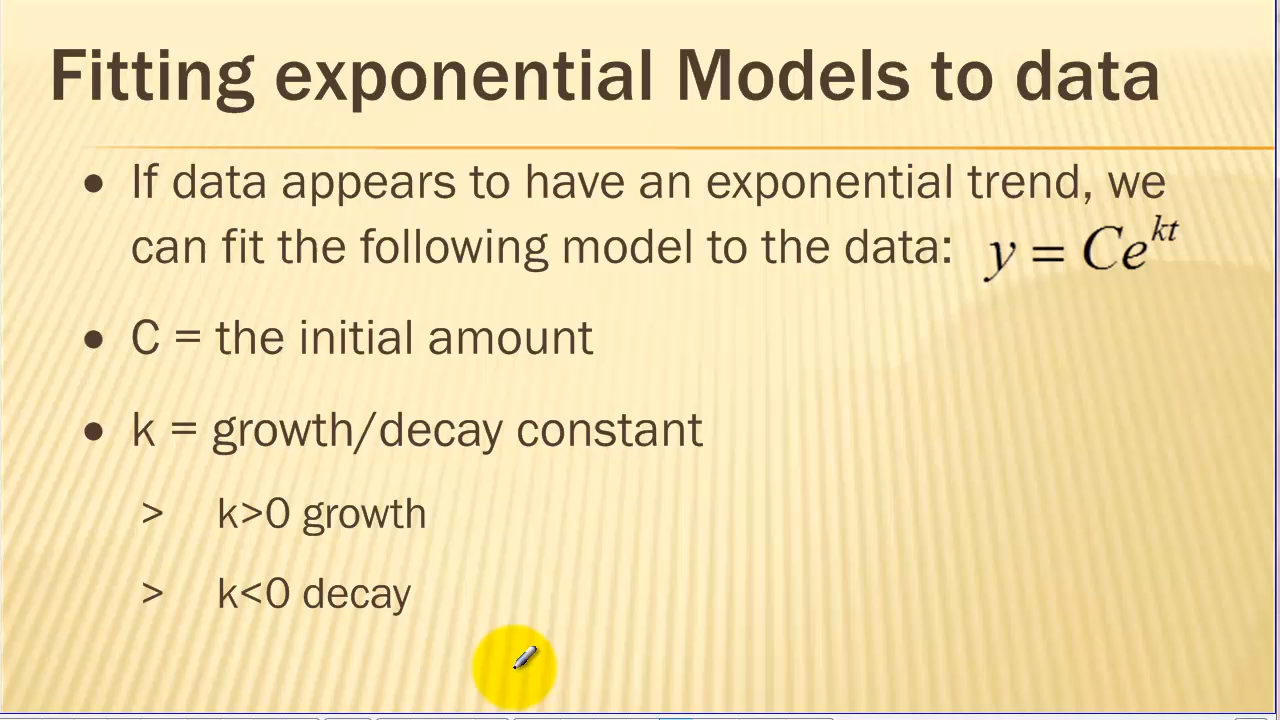 Fitting exponential Models to data
• If data appears to have an exponential trend, we
can fit the following model to the data: y = Ce^{kt}
• C = the initial amount
• k = growth/decay constant
> k>0 growth
> k<0 decay